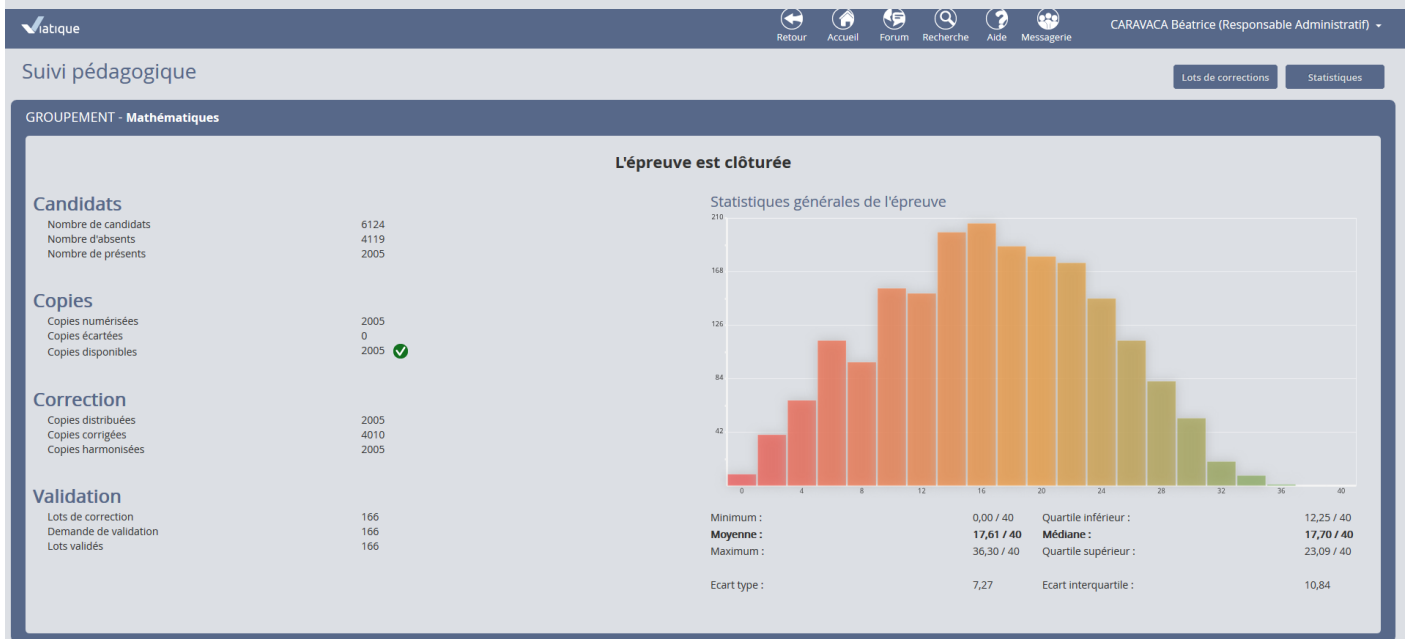 Viatique
Retour Accueil Forum Recherche Aide Messagerie
CARAVACA Béatrice (Responsable Administratif)
Suivi pédagogique
Lots de corrections Statistiques
GROUPEMENT - Mathématiques
L'épreuve est clôturée
Candidats
Nombre de candidats 6124
Nombre d'absents 4119
Nombre de présents 2005
Copies
Copies numérisées 2005
Copies écartées 0
Copies disponibles 2005
Correction
Copies distribuées 2005
Copies corrigées 4010
Copies harmonisées 2005
Validation
Lots de correction 166
Demande de validation 166
Lots validés 166
Statistiques générales de l'épreuve
210
168
126
84
42
0 4 8 12 16 20 24 28 32 36 40
Minimum : 0,00 / 40 Quartile inférieur : 12,25 / 40
Moyenne : 17,61 / 40 Médiane : 17,70 / 40
Maximum : 36,30 / 40 Quartile supérieur : 23,09 / 40
Ecart type : 7,27 Ecart interquartile : 10,84